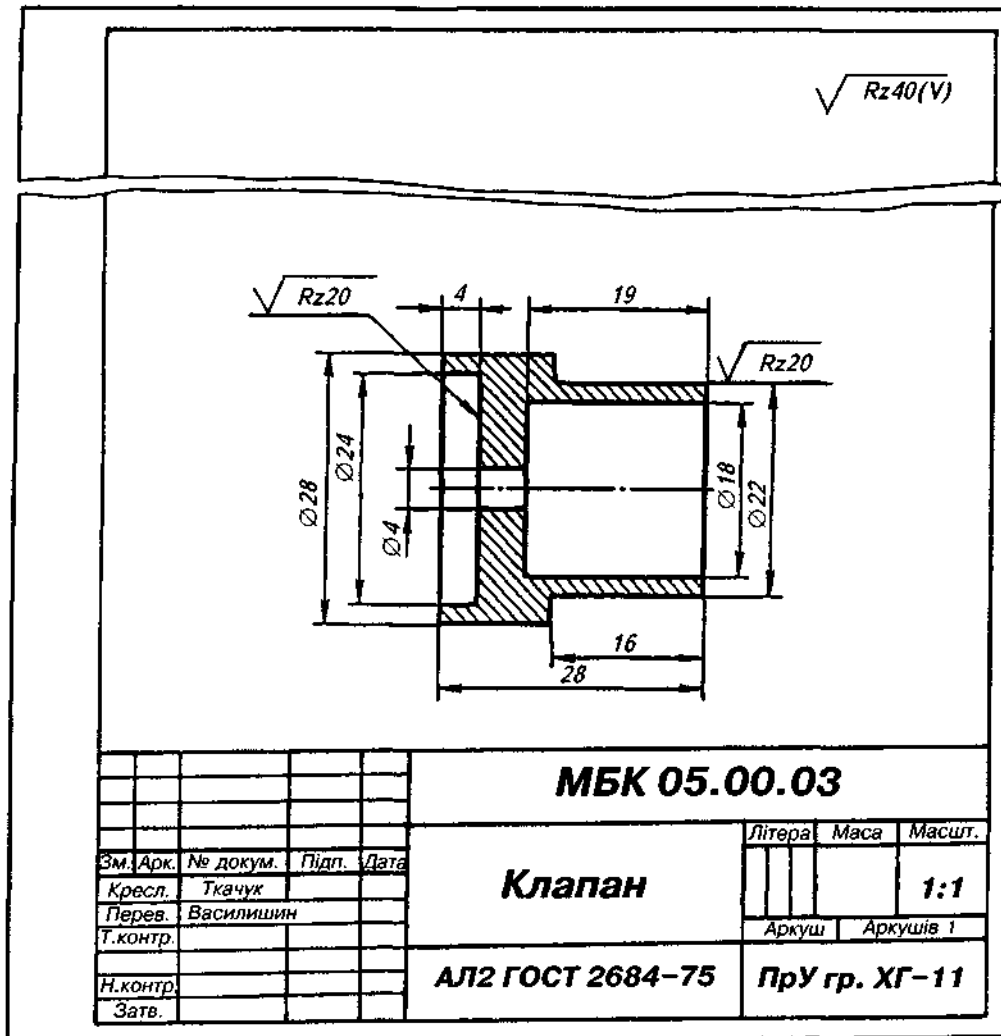 Rz40(V)
Rz20
4
19
Rz20
Ø28
Ø24
Ø4
Ø18
Ø22
16
28
МБК 05.00.03
Літера Маса Масшт.
Зм. Арк. № докум. Підп. Дата
Клапан
1:1
Кресл. Ткачук
Перев. Василишин
Т.контр.
Аркуш Аркушів 1
АЛ2 ГОСТ 2684-75
ПрУ гр. ХГ-11
Н.контр.
Затв.